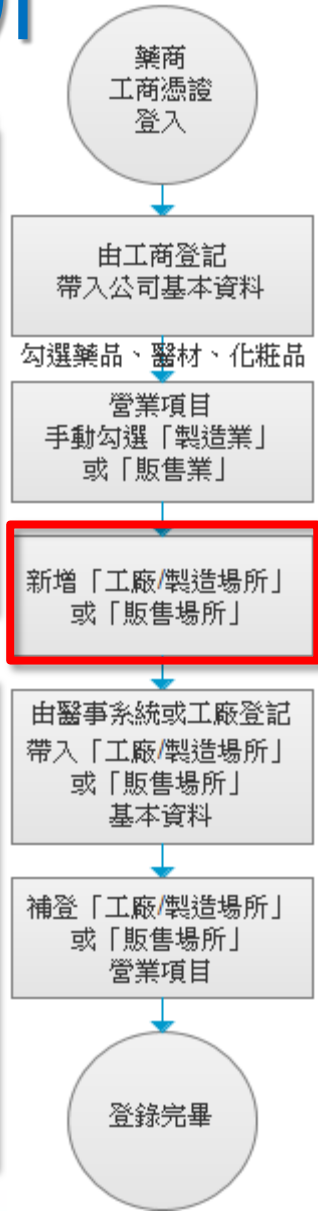 藥商
工商憑證
登入
由工商登記
帶入公司基本資料
勾選藥品、醫材、化粧品
營業項目
手動勾選「製造業」
或「販售業」
新增「工廠/製造場所」
或「販售場所」
由醫事系統或工廠登記
帶入「工廠/製造場所」
或「販售場所」
基本資料
補登「工廠/製造場所」
或「販售場所」
營業項目
登錄完畢